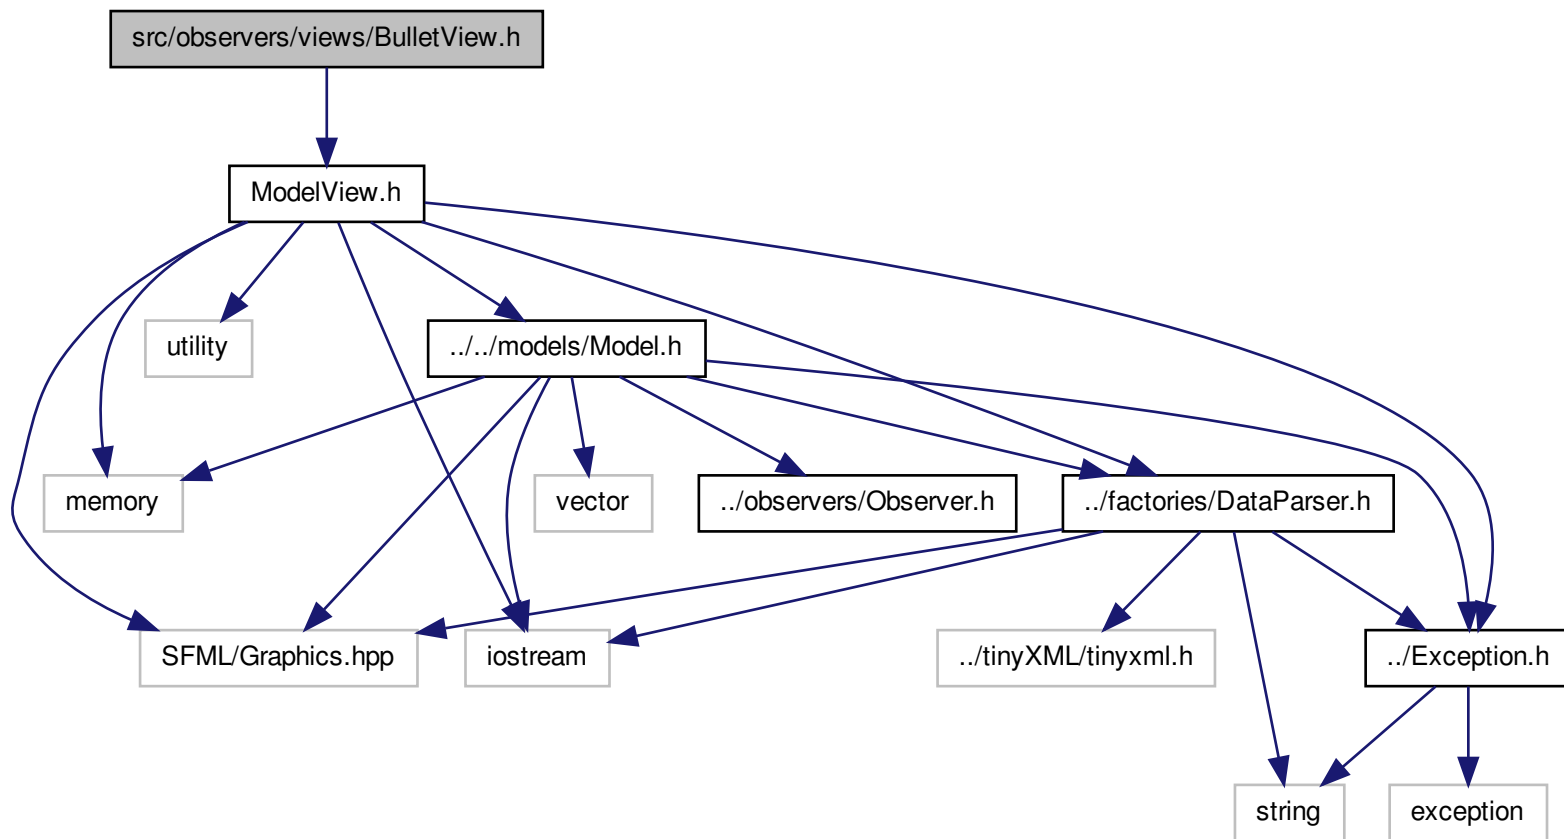 src/observers/views/BulletView.h
ModelView.h
utility
../../models/Model.h
memory
vector
../observers/Observer.h
../factories/DataParser.h
SFML/Graphics.hpp
iostream
../tinyXML/tinyxml.h
../Exception.h
string
exception